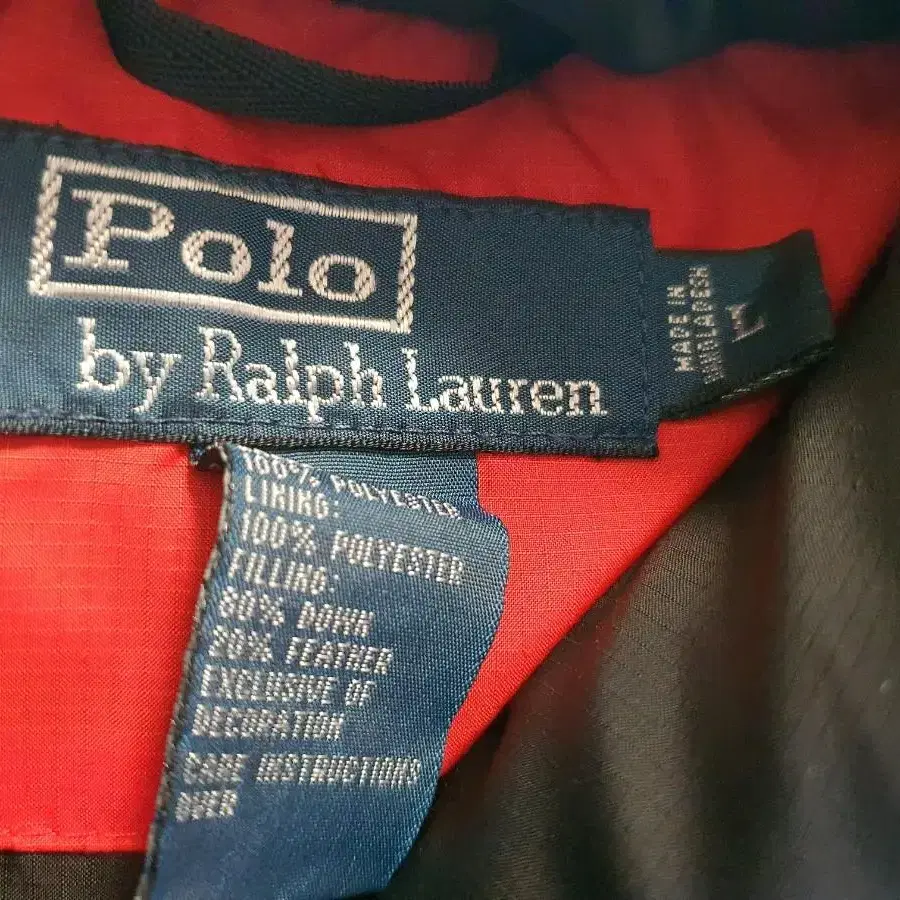 Polo
by Ralph Lauren
MADE IN
BANGLADESH
L
100% POLYESTER
LINING:
100% POLYESTER
FILLING:
80% DOWN
20% FEATHER
EXCLUSIVE OF
DECORATION
CARE INSTRUCTIONS
OVER